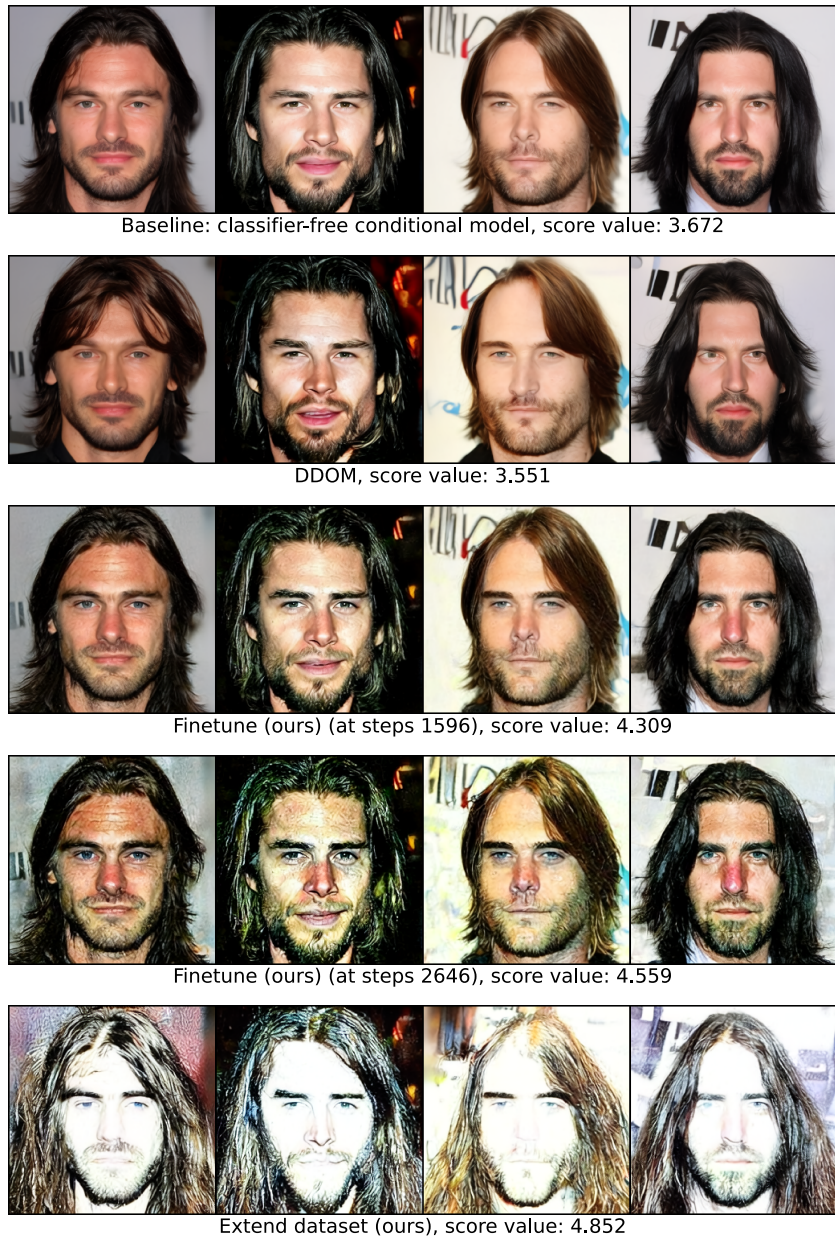 Baseline: classifier-free conditional model, score value: 3.672
DDOM, score value: 3.551
Finetune (ours) (at steps 1596), score value: 4.309
Finetune (ours) (at steps 2646), score value: 4.559
Extend dataset (ours), score value: 4.852